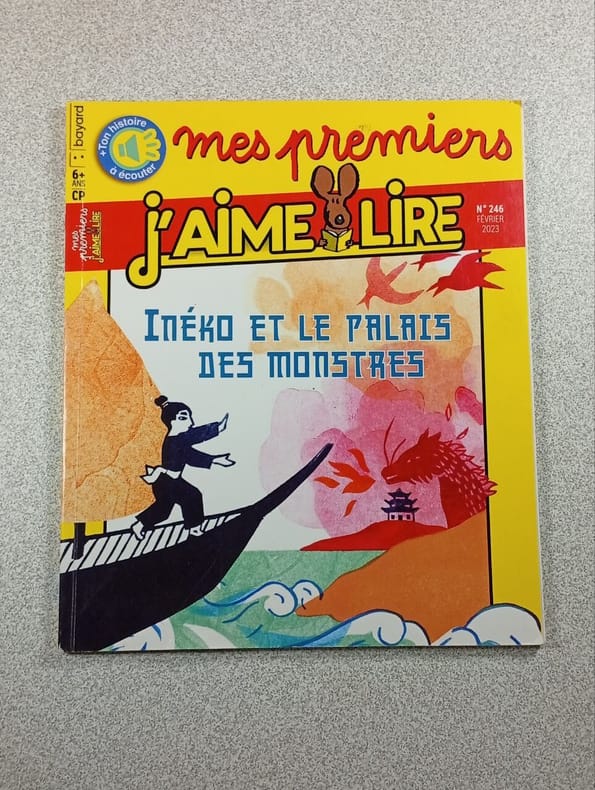 bayard
+Ton histoire
à écouter
mes premiers
6+
ANS
CP
mes
premiers
j'AIME LIRE
j'AIME LIRE
N° 246
FÉVRIER
2023
INÉKO ET LE PALAIS
DES MONSTRES